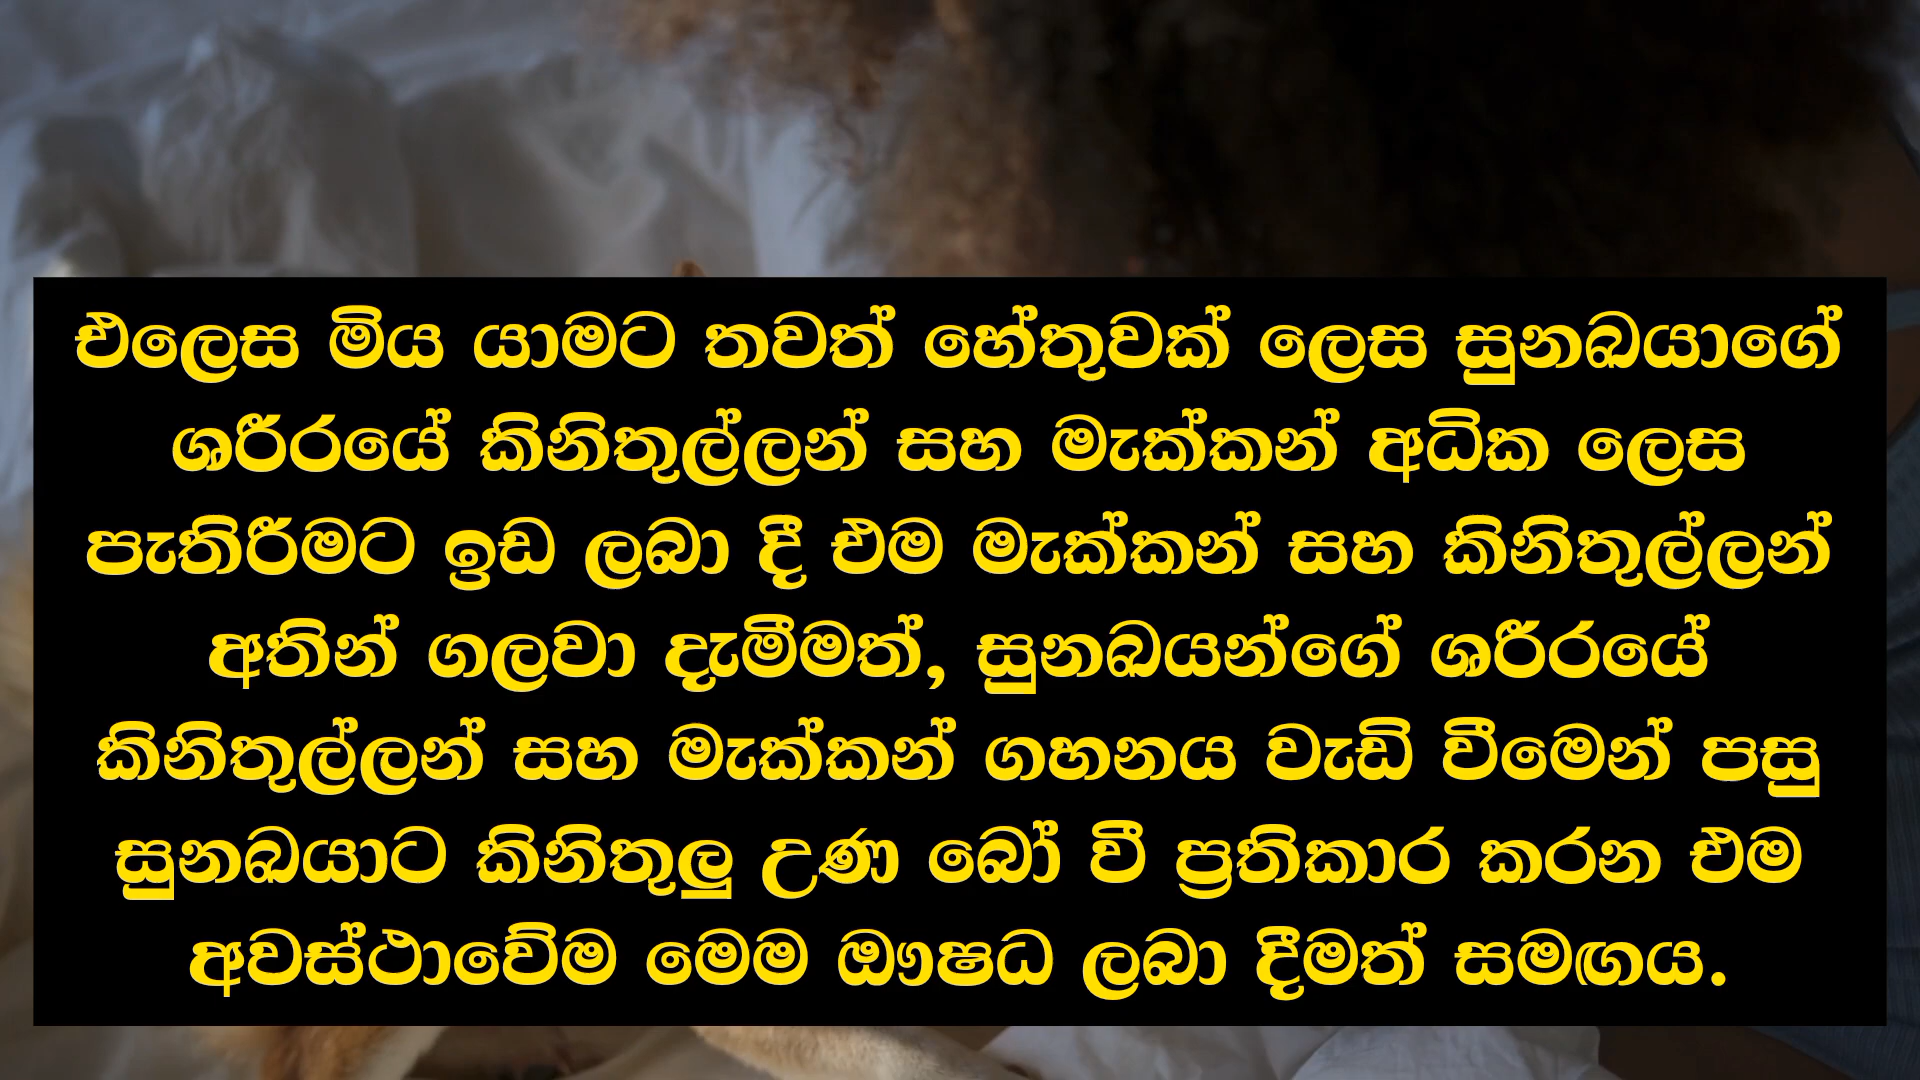 එලෙස මිය යාමට තවත් හේතුවක් ලෙස සුනඛයාගේ
ශරීරයේ කිනිතුල්ලන් සහ මැක්කන් අධික ලෙස
පැතිරීමට ඉඩ ලබා දී එම මැක්කන් සහ කිනිතුල්ලන්
අතින් ගලවා දැමීමත්, සුනඛයන්ගේ ශරීරයේ
කිනිතුල්ලන් සහ මැක්කන් ගහනය වැඩි වීමෙන් පසු
සුනඛයාට කිනිතුලු උණ බෝ වී ප්‍රතිකාර කරන එම
අවස්ථාවේම මෙම ඖෂධ ලබා දීමත් සමඟය.